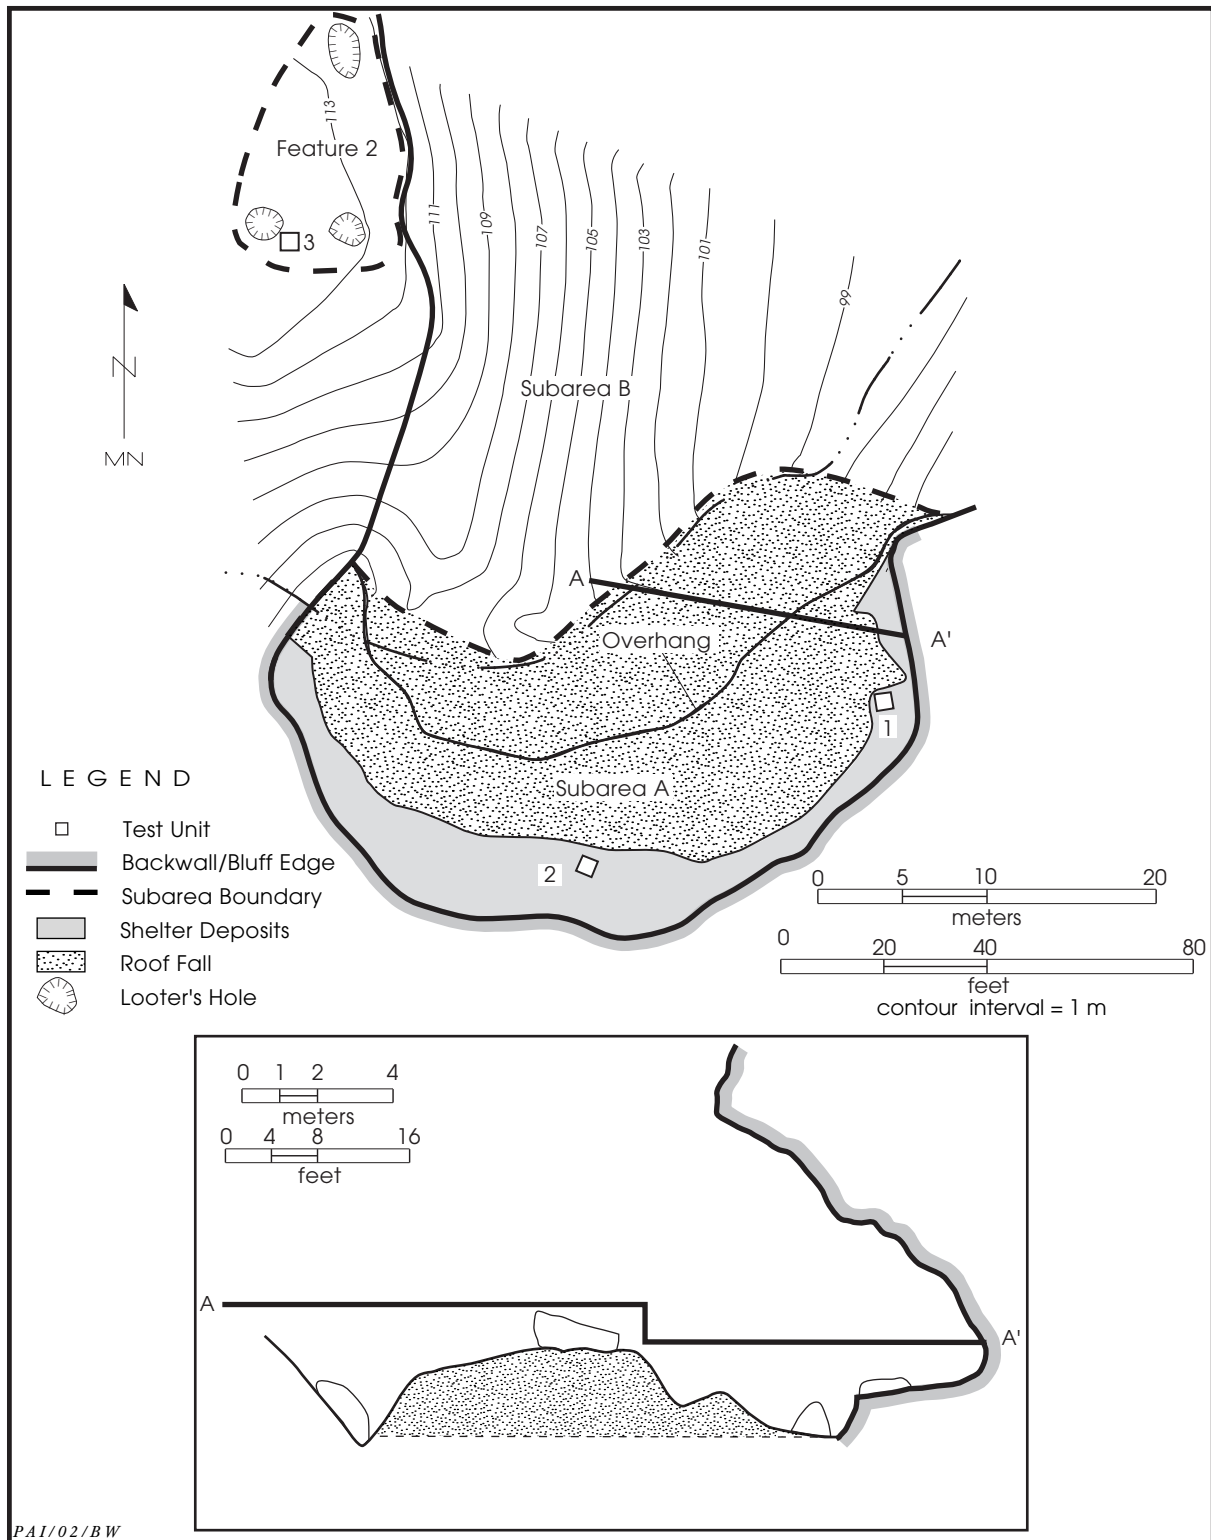 113
Feature 2
3
111
109
107
105
103
101
99
N
MN
Subarea B
A
A'
Overhang
1
Subarea A
2
LEGEND
Test Unit
Backwall/Bluff Edge
Subarea Boundary
Shelter Deposits
Roof Fall
Looter's Hole
0 5 10 20
meters
0 20 40 80
feet
contour interval = 1 m
0 1 2 4
meters
0 4 8 16
feet
A
A'
PAI/02/BW